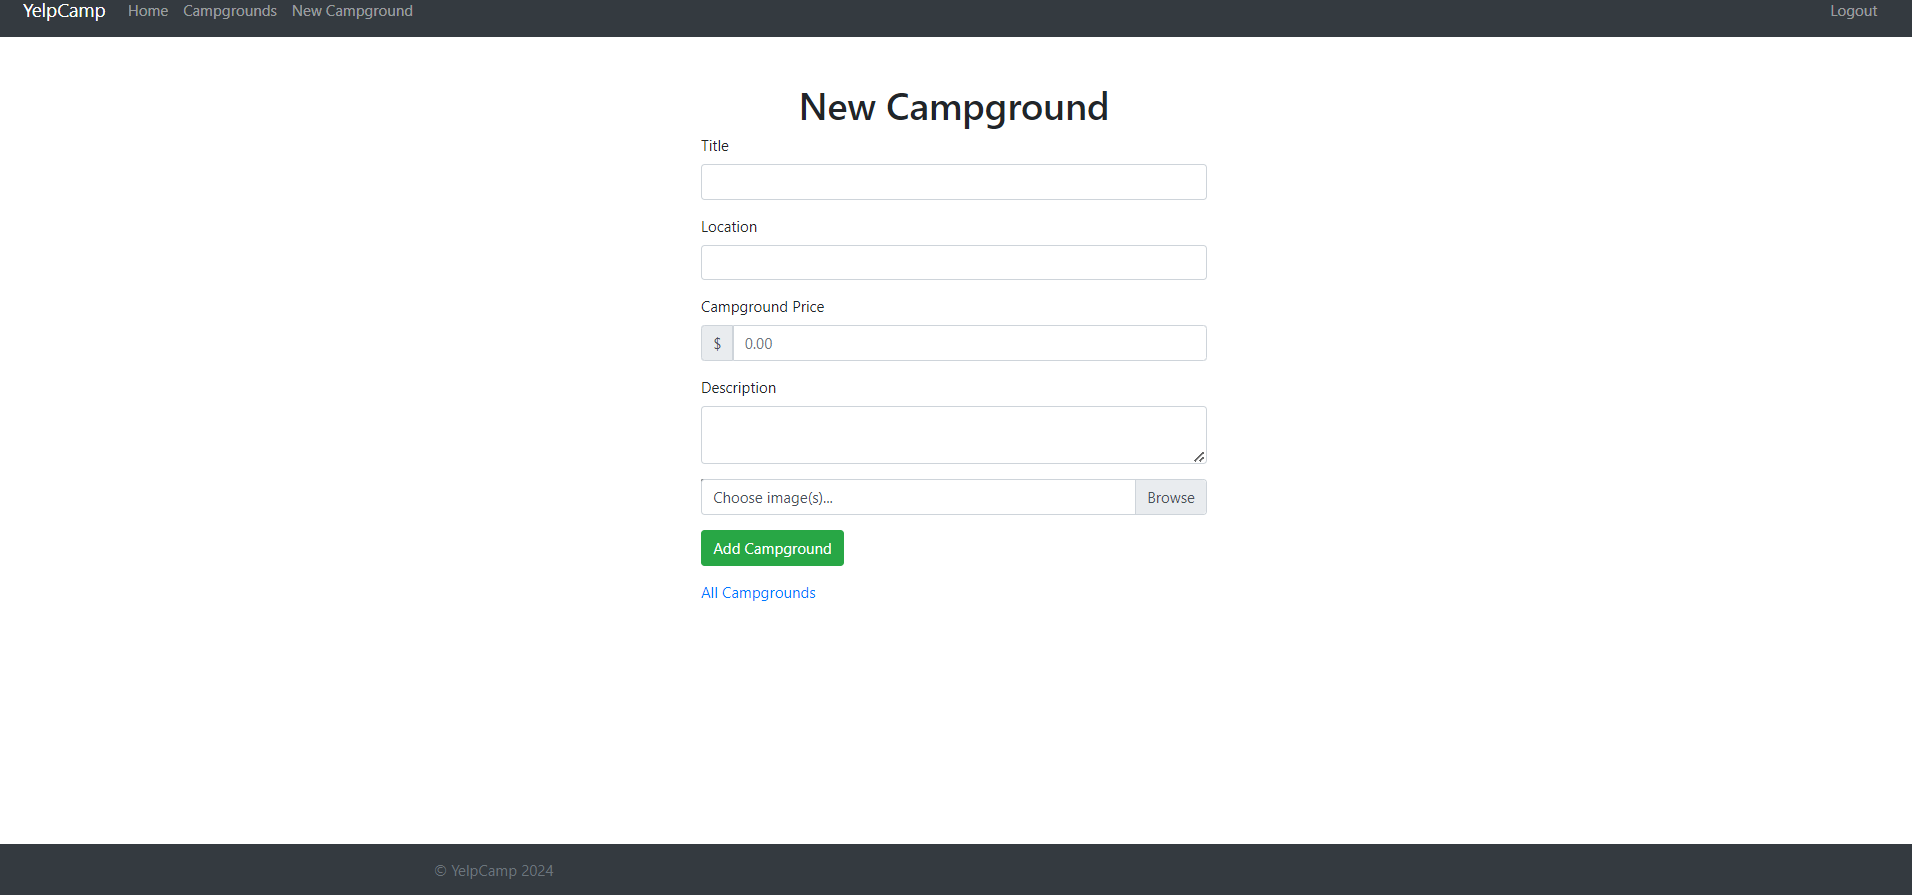 YelpCamp Home Campgrounds New Campground Logout
New Campground
Title
Location
Campground Price
$ 0.00
Description
Choose image(s)... Browse
Add Campground
All Campgrounds
© YelpCamp 2024